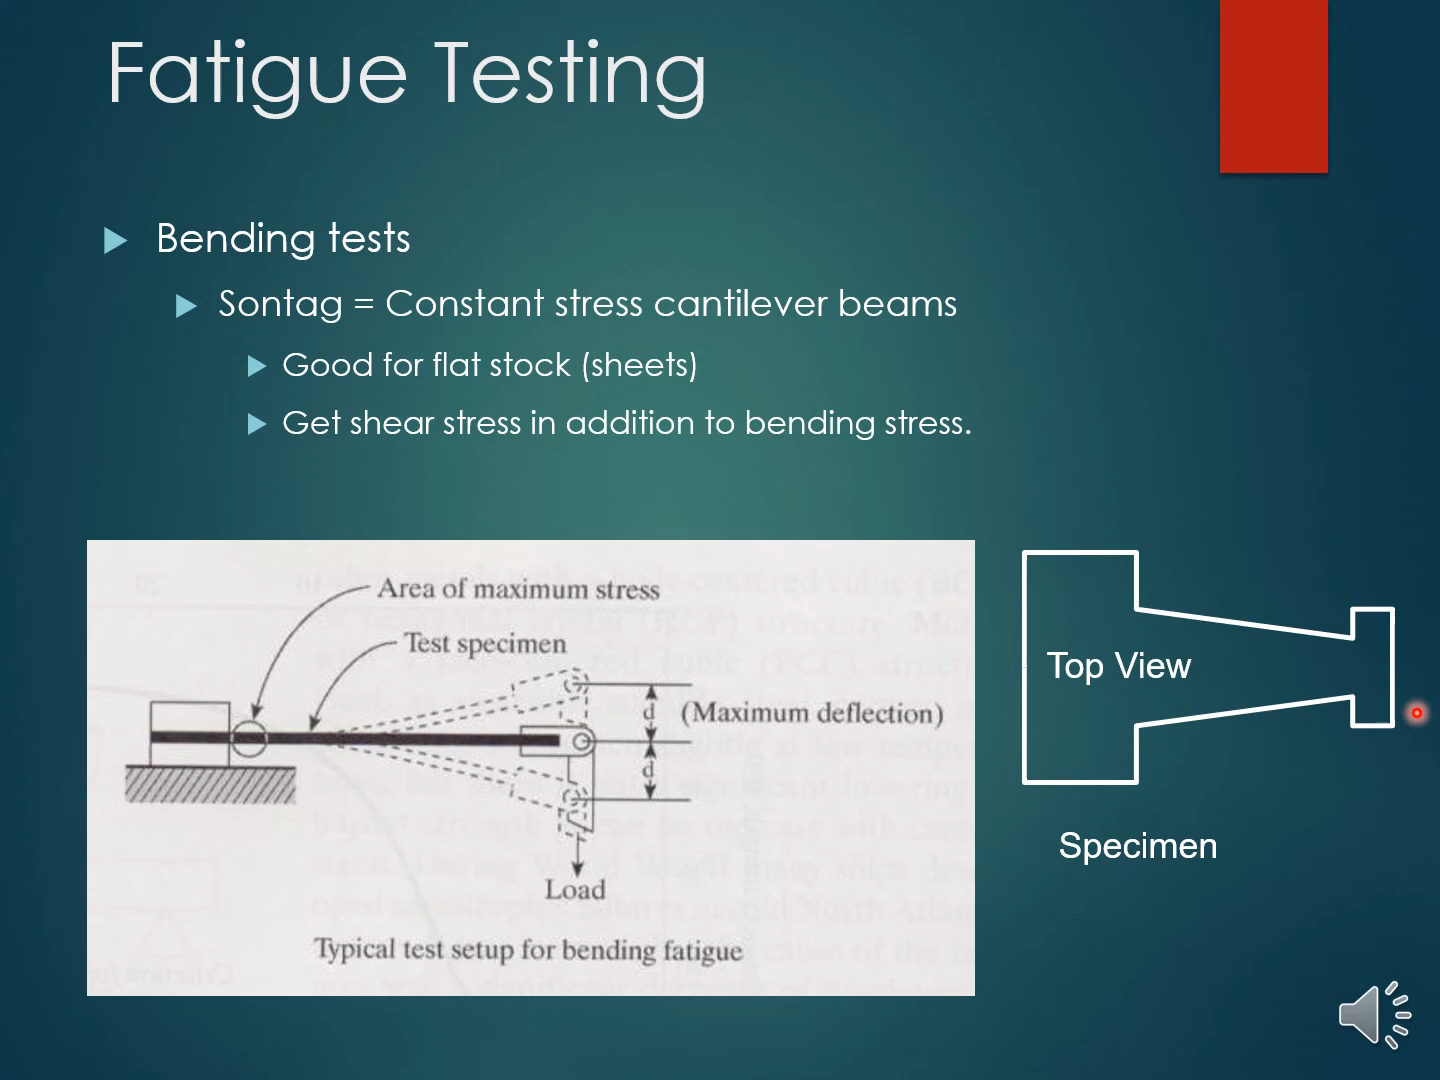 Fatigue Testing
Bending tests
Sontag = Constant stress cantilever beams
Good for flat stock (sheets)
Get shear stress in addition to bending stress.
Area of maximum stress
Test specimen
d
(Maximum deflection)
d
Load
Typical test setup for bending fatigue
Top View
Specimen